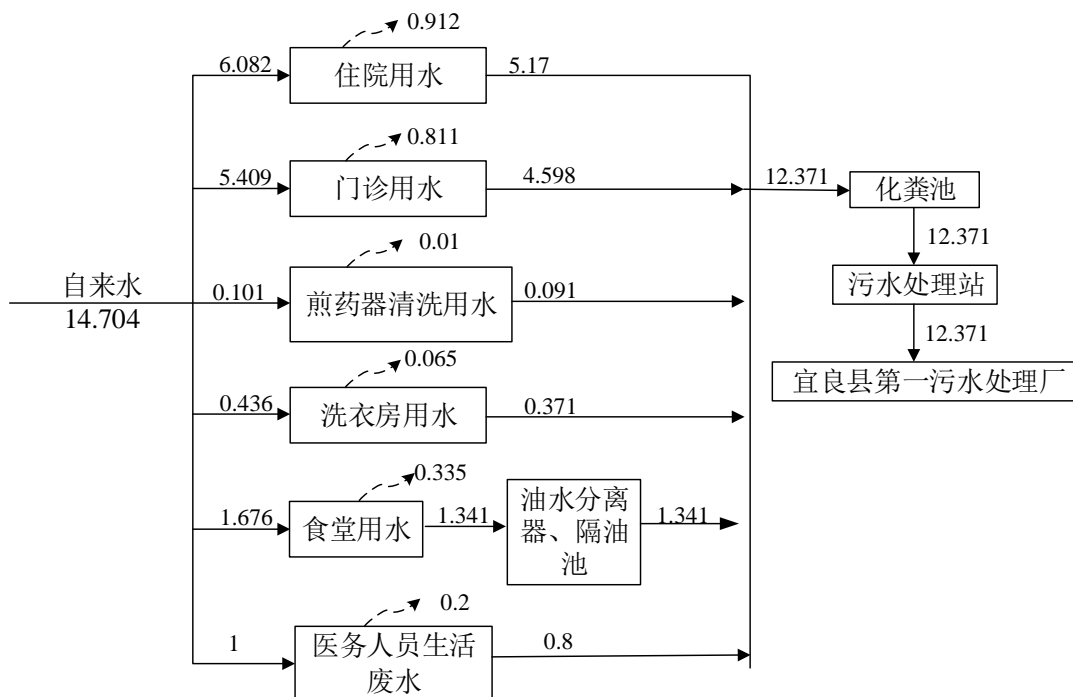 0.912
6.082
住院用水
5.17
0.811
5.409
门诊用水
4.598
12.371
化粪池
0.01
12.371
自来水
14.704
0.101
煎药器清洗用水
0.091
污水处理站
12.371
0.065
宜良县第一污水处理厂
0.436
洗衣房用水
0.371
0.335
1.676
食堂用水
1.341
油水分离
器、隔油
池
1.341
0.2
1
医务人员生活
废水
0.8